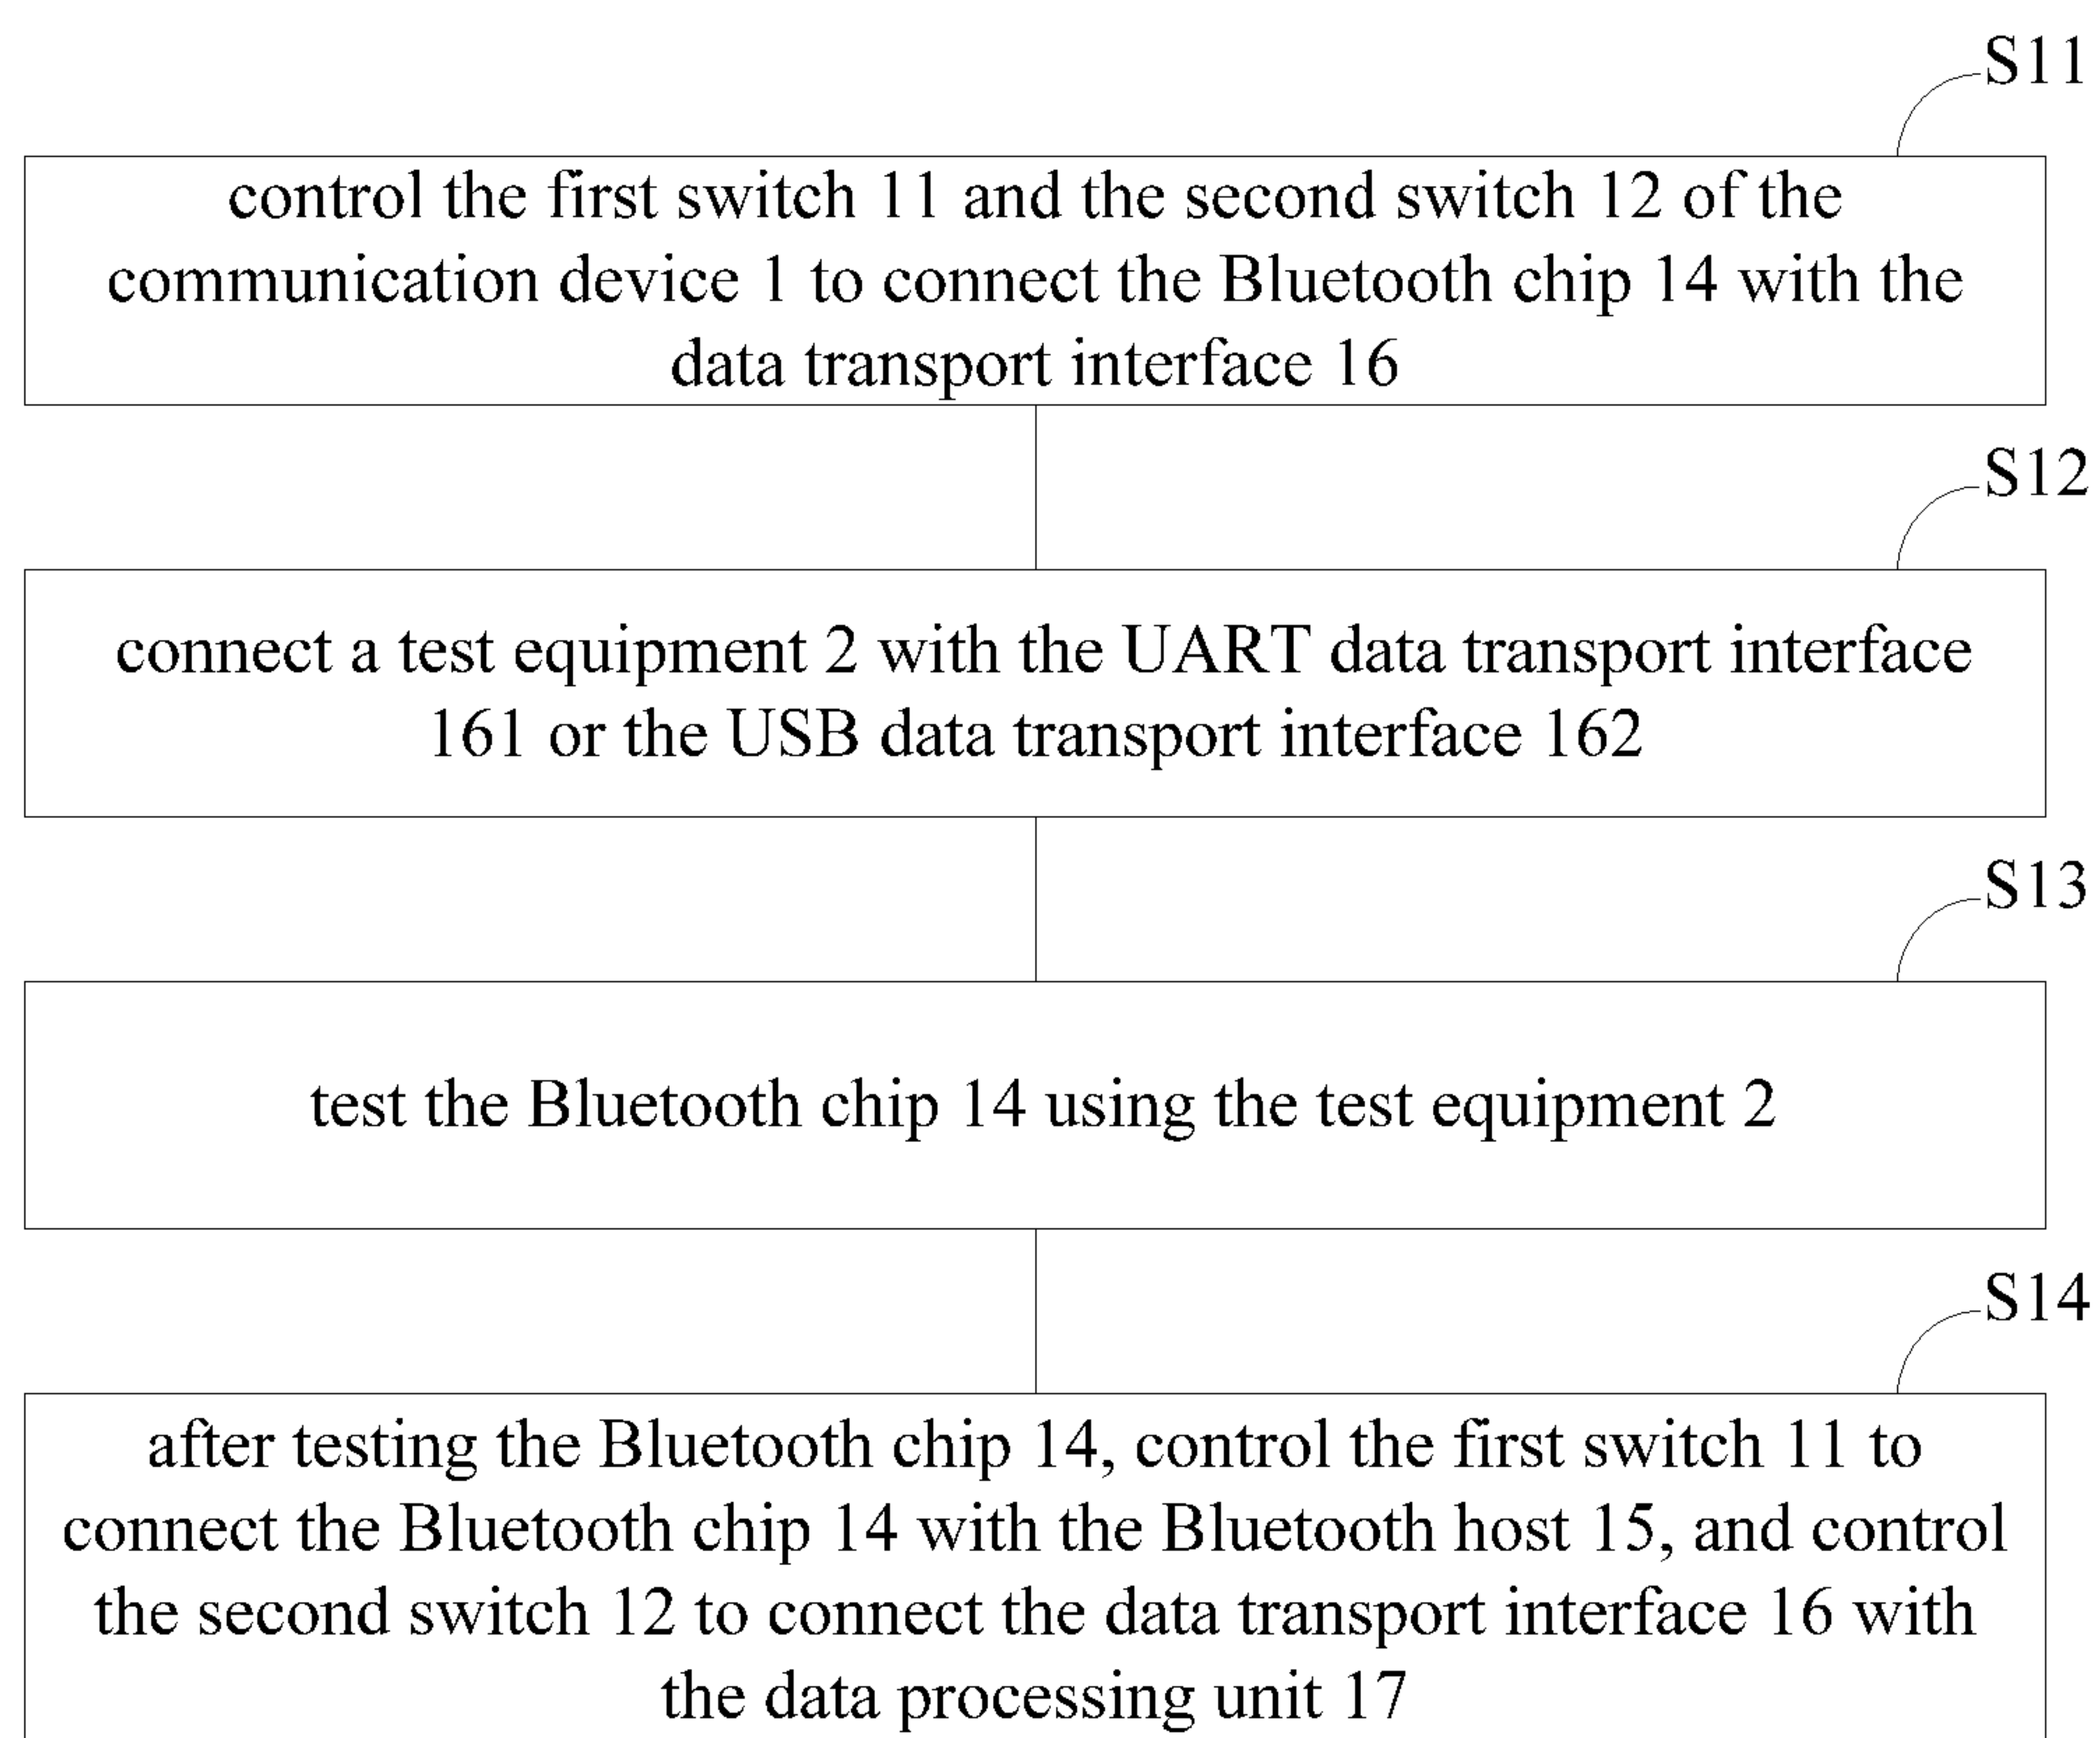 S11
control the first switch 11 and the second switch 12 of the
communication device 1 to connect the Bluetooth chip 14 with the
data transport interface 16
S12
connect a test equipment 2 with the UART data transport interface
161 or the USB data transport interface 162
S13
test the Bluetooth chip 14 using the test equipment 2
S14
after testing the Bluetooth chip 14, control the first switch 11 to
connect the Bluetooth chip 14 with the Bluetooth host 15, and control
the second switch 12 to connect the data transport interface 16 with
the data processing unit 17